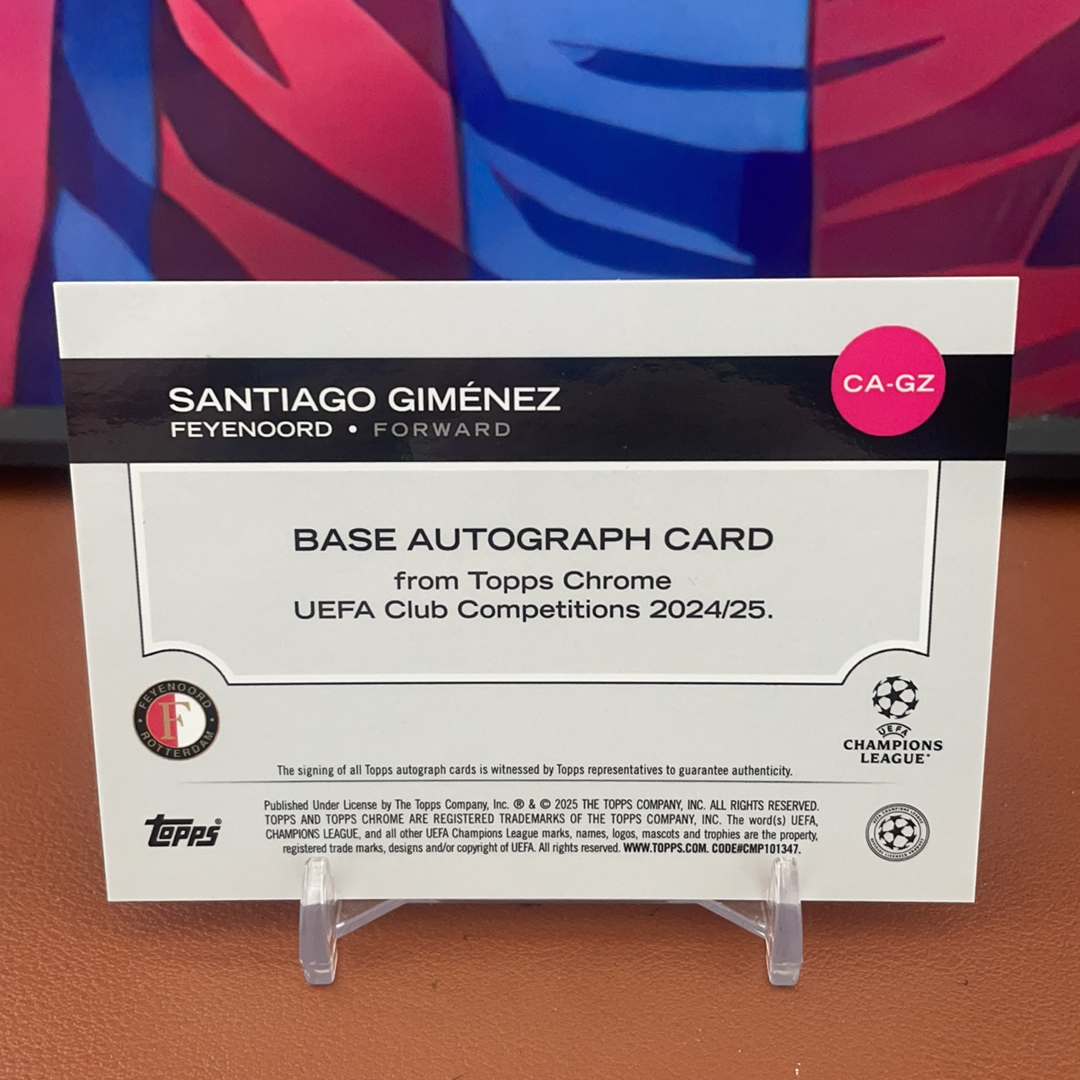 SANTIAGO GIMÉNEZ
FEYENOORD • FORWARD
CA-GZ
BASE AUTOGRAPH CARD
from Topps Chrome
UEFA Club Competitions 2024/25.
FEYENOORD
F
ROTTERDAM
UEFA
CHAMPIONS
LEAGUE®
The signing of all Topps autograph cards is witnessed by Topps representatives to guarantee authenticity.
topps®
Published Under License by The Topps Company, Inc. ® & © 2025 THE TOPPS COMPANY, INC. ALL RIGHTS RESERVED.
TOPPS AND TOPPS CHROME ARE REGISTERED TRADEMARKS OF THE TOPPS COMPANY, INC. The word(s) UEFA,
CHAMPIONS LEAGUE, and all other UEFA Champions League marks, names, logos, mascots and trophies are the property,
registered trade marks, designs and/or copyright of UEFA. All rights reserved. WWW.TOPPS.COM. CODE#CMP101347.